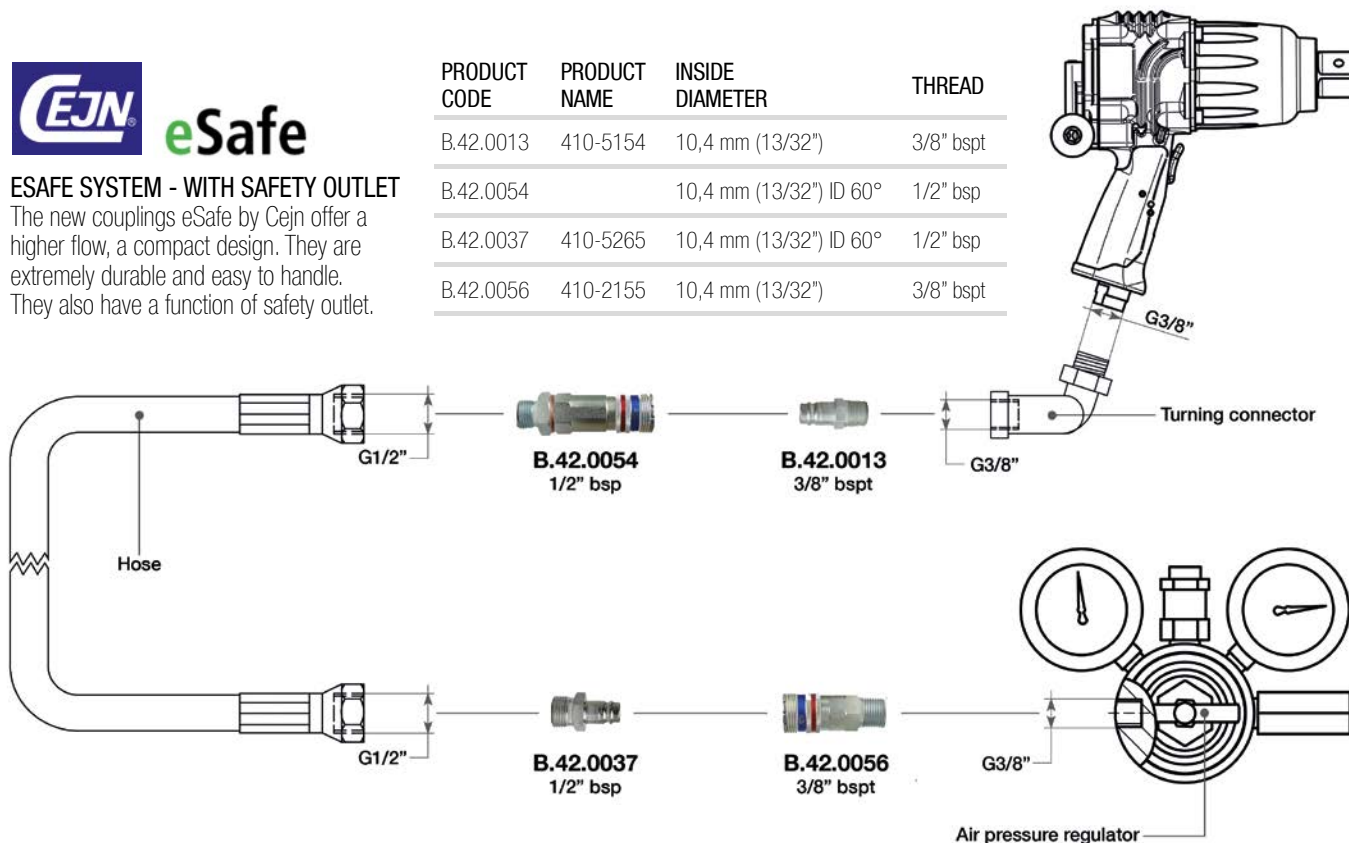 CEJN®
eSafe
ESAFE SYSTEM - WITH SAFETY OUTLET
The new couplings eSafe by Cejn offer a
higher flow, a compact design. They are
extremely durable and easy to handle.
They also have a function of safety outlet.
PRODUCT CODE PRODUCT NAME INSIDE DIAMETER THREAD
B.42.0013 410-5154 10,4 mm (13/32”) 3/8” bspt
B.42.0054 10,4 mm (13/32”) ID 60° 1/2” bsp
B.42.0037 410-5265 10,4 mm (13/32”) ID 60° 1/2” bsp
B.42.0056 410-2155 10,4 mm (13/32”) 3/8” bspt
G3/8”
Turning connector
G1/2”
B.42.0054
1/2” bsp
B.42.0013
3/8” bspt
G3/8”
Hose
G1/2”
B.42.0037
1/2” bsp
B.42.0056
3/8” bspt
G3/8”
Air pressure regulator